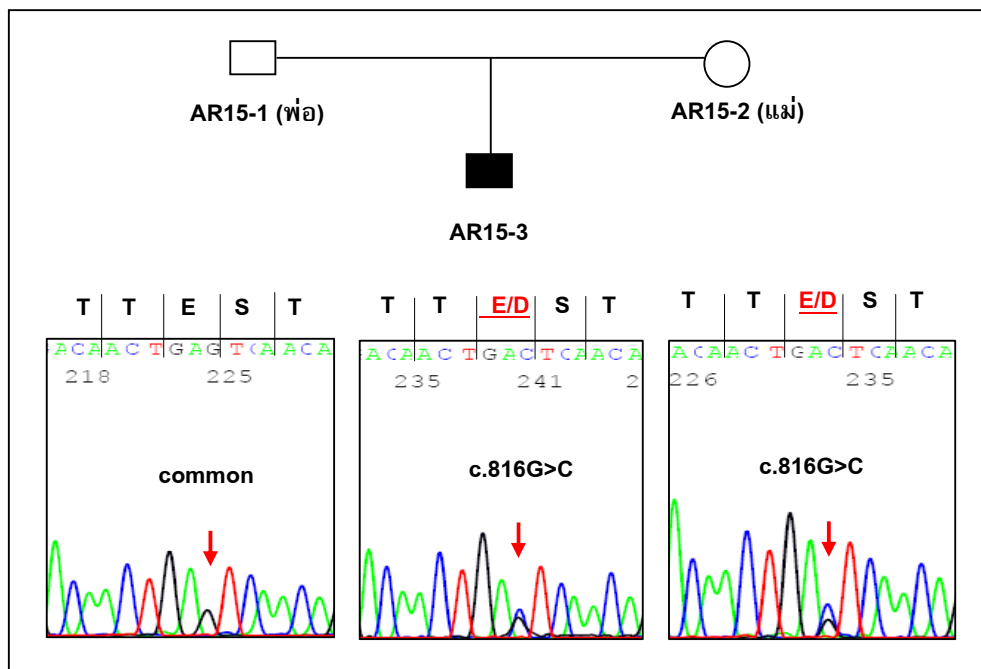 AR15-1 (พ่อ)
AR15-2 (แม่)
AR15-3
T T E S T
ACAACTGAGTCAACA
218 225
common
T T E/D S T
ACAACTGACTCAACA
235 241 2
c.816G>C
T T E/D S T
ACAACTGACTCAACA
226 235
c.816G>C